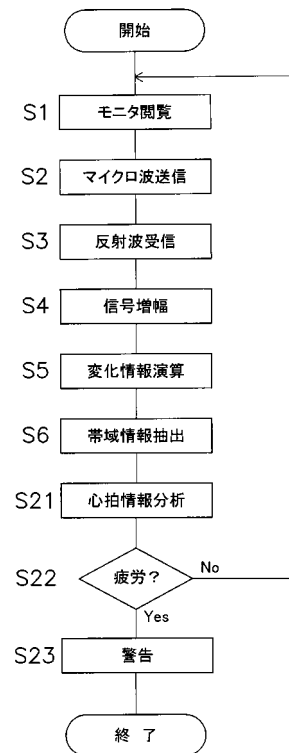 開始
S1 モニタ閲覧
S2 マイクロ波送信
S3 反射波受信
S4 信号増幅
S5 変化情報演算
S6 帯域情報抽出
S21 心拍情報分析
S22 疲労? No
Yes
S23 警告
終了